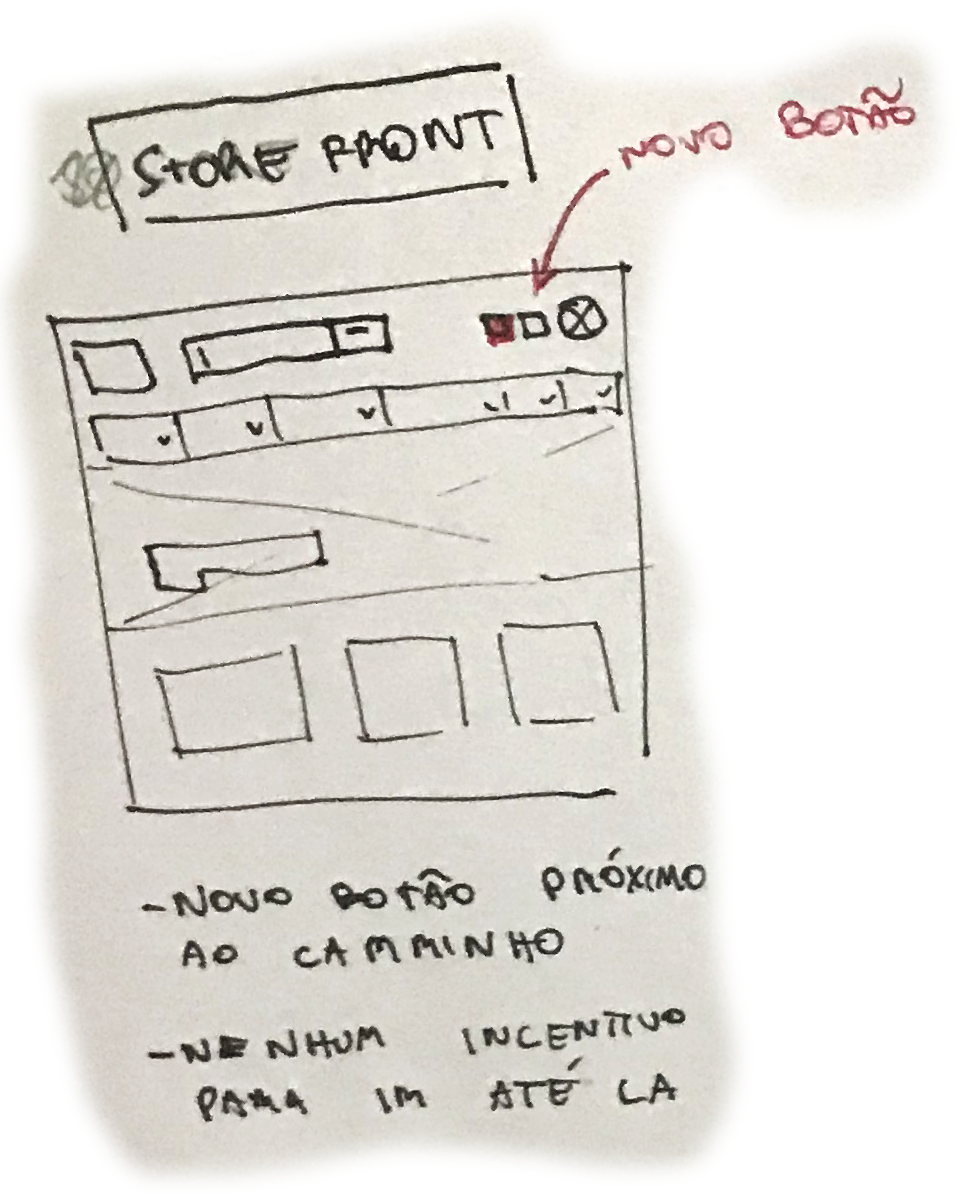 STORE FRONT
NOVO BOTÃO
-NOVO BOTÃO PRÓXIMO
AO CAMMINHO
-NENHUM INCENTIVO
PARA IR ATÉ LA